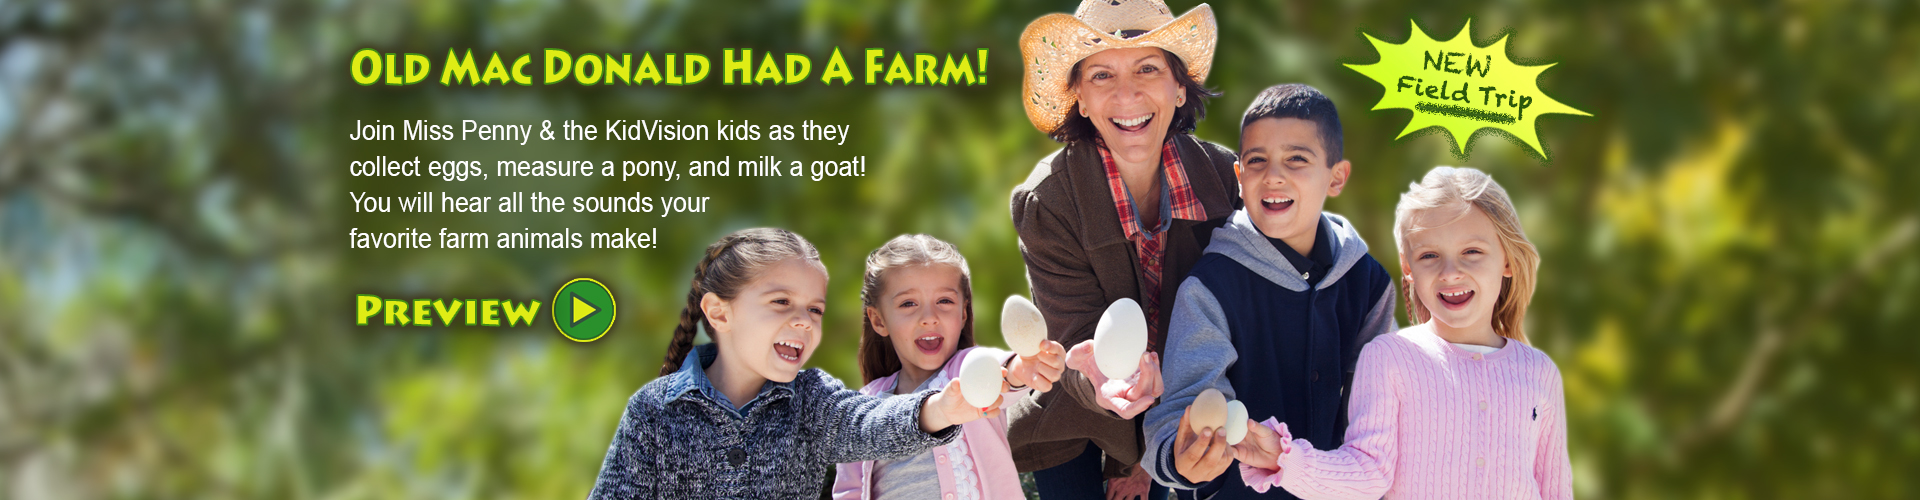 OLD MAC DONALD HAD A FARM!
Join Miss Penny & the KidVision kids as they
collect eggs, measure a pony, and milk a goat!
You will hear all the sounds your
favorite farm animals make!
PREVIEW
NEW
Field Trip